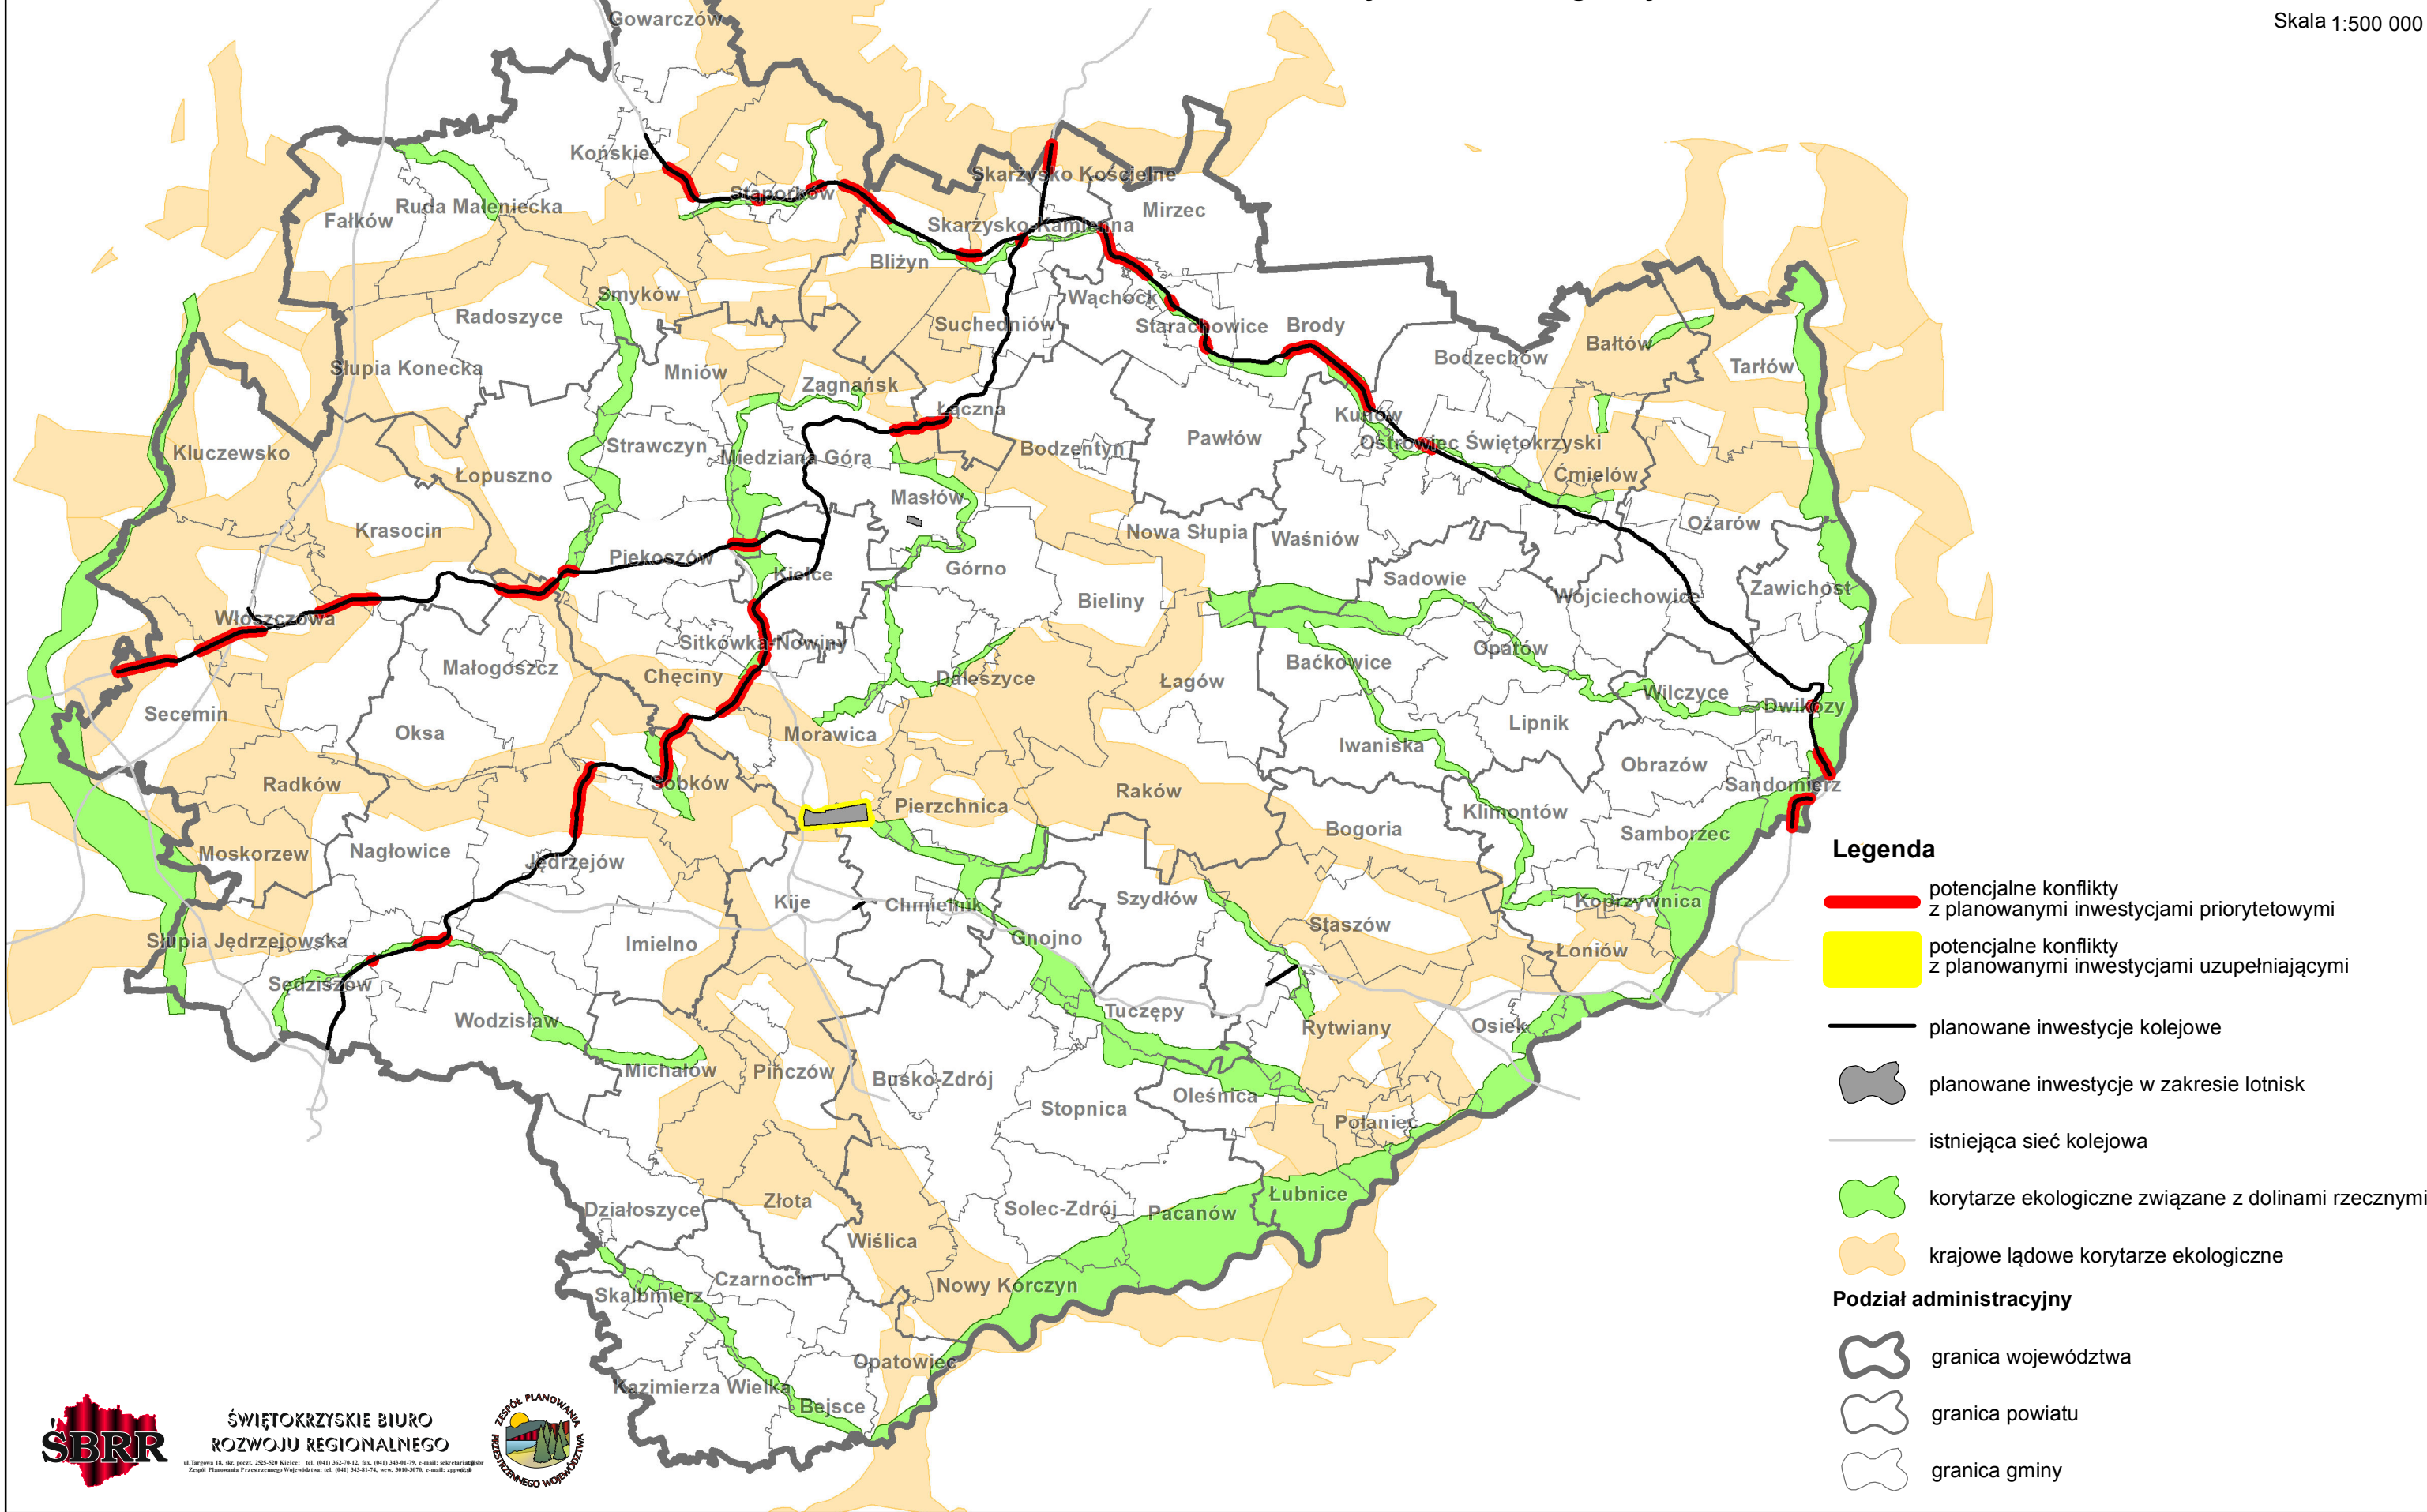 Skala 1:500 000
Gowarczów
Końskie
Stąporków
Skarżysko Kościelne
Ruda Maleniecka
Fałków
Mirzec
Skarżysko-Kamienna
Bliżyn
Smyków
Radoszyce
Wąchock
Suchedniów
Starachowice
Brody
Bałtów
Bodzechów
Tarłów
Słupia Konecka
Mniów
Zagnańsk
Łączna
Kunów
Pawłów
Ostrowiec Świętokrzyski
Kluczewsko
Strawczyn
Miedziana Góra
Bodzentyn
Łopuszno
Ćmielów
Masłów
Krasocin
Nowa Słupia
Waśniów
Ożarów
Piekoszów
Kielce
Górno
Sadowie
Wojciechowice
Zawichost
Bieliny
Włoszczowa
Sitkówka-Nowiny
Opatów
Małogoszcz
Chęciny
Daleszyce
Łagów
Baćkowice
Wilczyce
Dwikozy
Secemin
Oksa
Morawica
Lipnik
Iwaniska
Obrazów
Radków
Sobków
Raków
Sandomierz
Pierzchnica
Klimontów
Bogoria
Samborzec
Moskorzew
Nagłowice
Jędrzejów
Kije
Chmielnik
Szydłów
Koprzywnica
Staszów
Słupia Jędrzejowska
Imielno
Gnojno
Łoniów
Sędziszów
Wodzisław
Tuczępy
Rytwiany
Osiek
Michałów
Pińczów
Busko-Zdrój
Oleśnica
Stopnica
Połaniec
Działoszyce
Złota
Solec-Zdrój
Pacanów
Łubnice
Wiślica
Czarnocin
Skalbmierz
Nowy Korczyn
Opatowiec
Kazimierza Wielka
Bejsce
Legenda
potencjalne konflikty
z planowanymi inwestycjami priorytetowymi
potencjalne konflikty
z planowanymi inwestycjami uzupełniającymi
planowane inwestycje kolejowe
planowane inwestycje w zakresie lotnisk
istniejąca sieć kolejowa
korytarze ekologiczne związane z dolinami rzecznymi
krajowe lądowe korytarze ekologiczne
Podział administracyjny
granica województwa
granica powiatu
granica gminy
ŚBRR
ŚWIĘTOKRZYSKIE BIURO
ROZWOJU REGIONALNEGO
ZESPÓŁ PLANOWANIA
PRZESTRZENNEGO WOJEWÓDZTWA